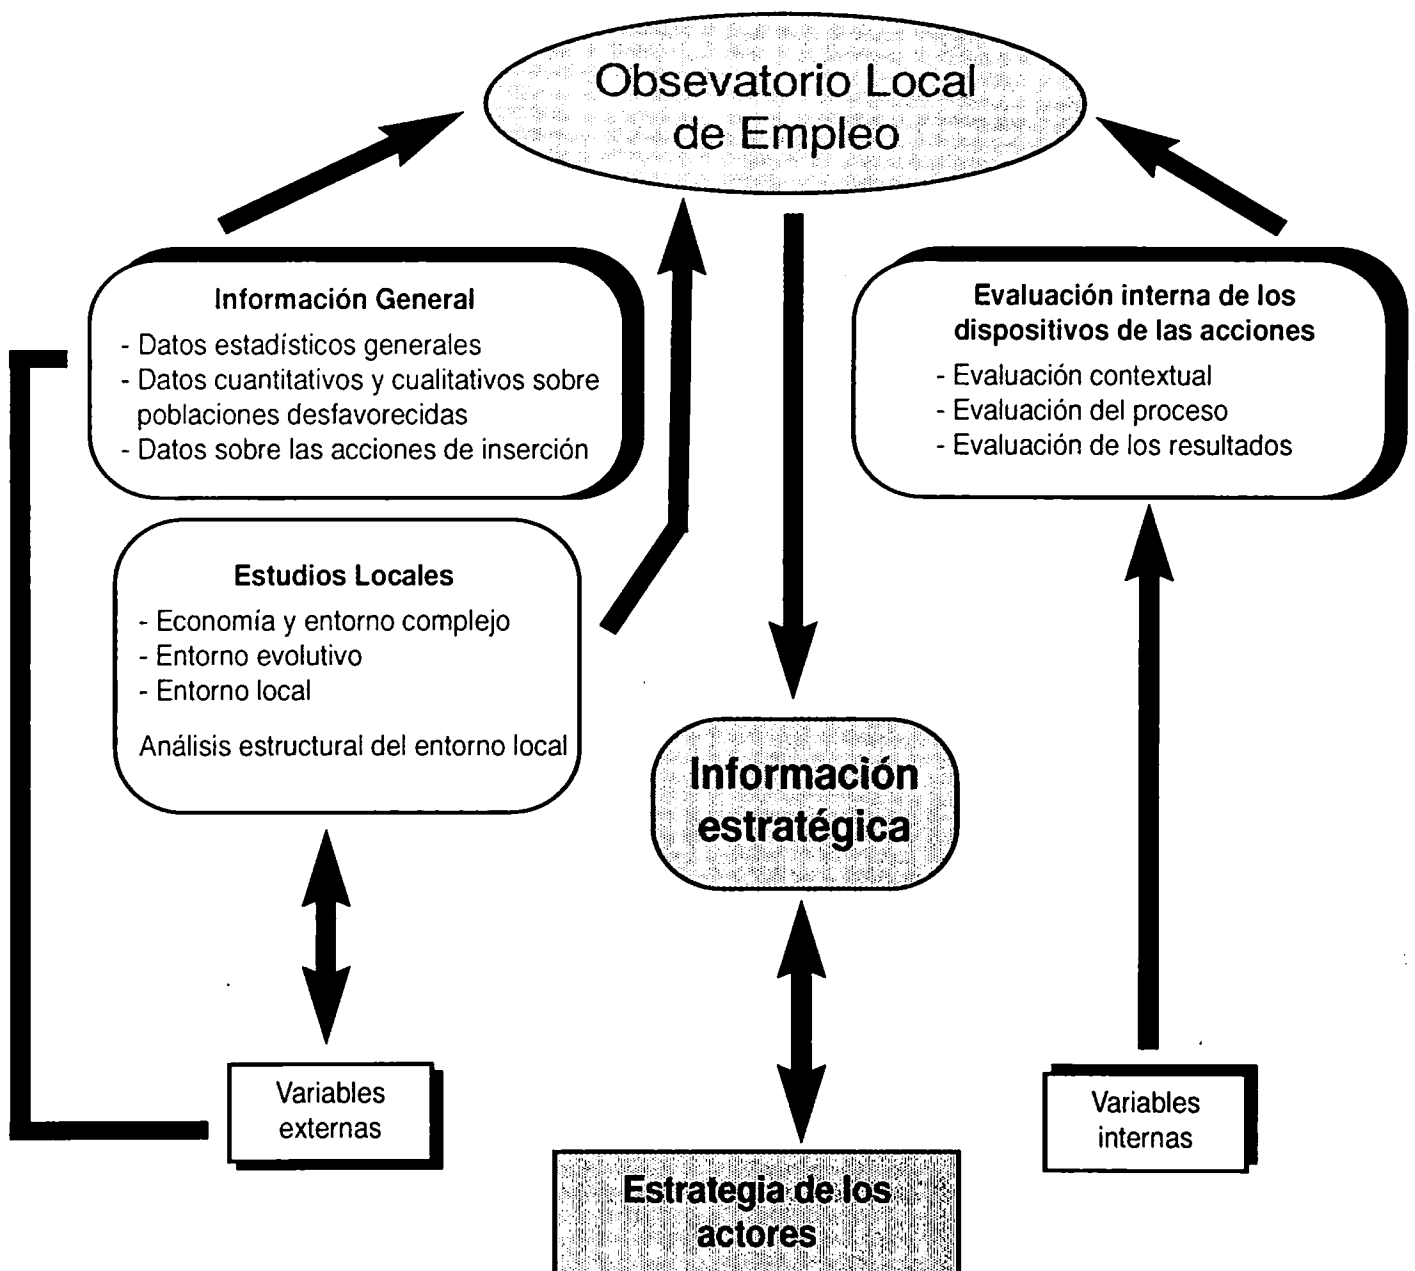 Obsevatorio Local
de Empleo
Información General
- Datos estadísticos generales
- Datos cuantitativos y cualitativos sobre
poblaciones desfavorecidas
- Datos sobre las acciones de inserción
Evaluación interna de los
dispositivos de las acciones
- Evaluación contextual
- Evaluación del proceso
- Evaluación de los resultados
Estudios Locales
- Economía y entorno complejo
- Entorno evolutivo
- Entorno local
Análisis estructural del entorno local
Información
estratégica
Variables
externas
Variables
internas
Estrategia de los
actores